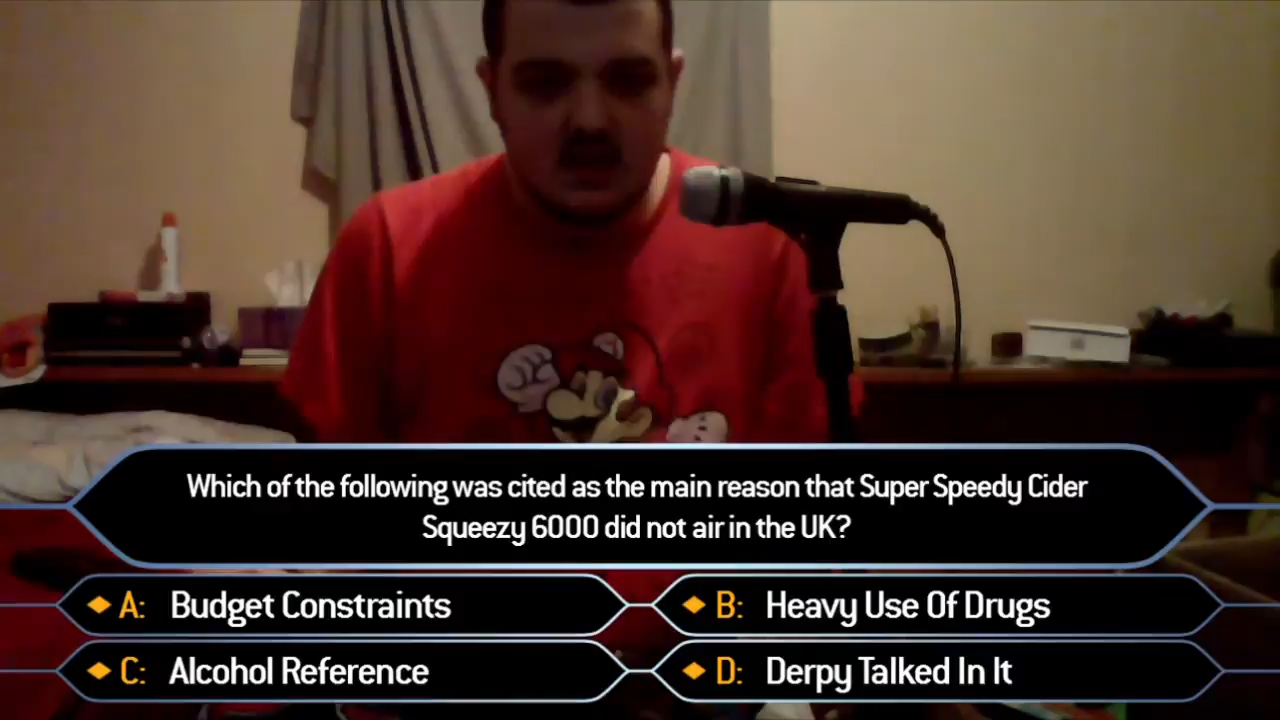 Which of the following was cited as the main reason that Super Speedy Cider
Squeezy 6000 did not air in the UK?
A: Budget Constraints
B: Heavy Use Of Drugs
C: Alcohol Reference
D: Derpy Talked In It